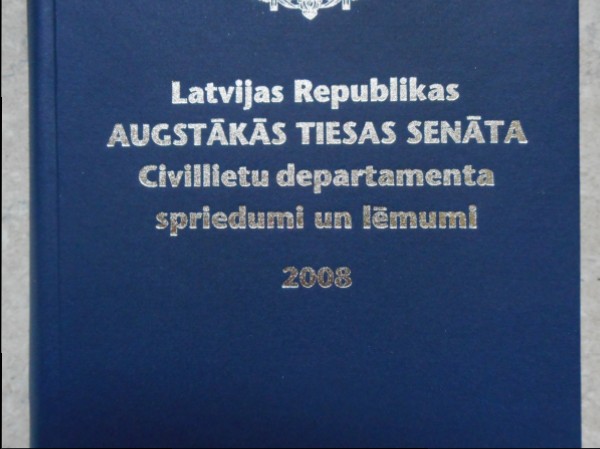 Latvijas Republikas
AUGSTĀKĀS TIESAS SENĀTA
Civillietu departamenta
spriedumi un lēmumi
2008